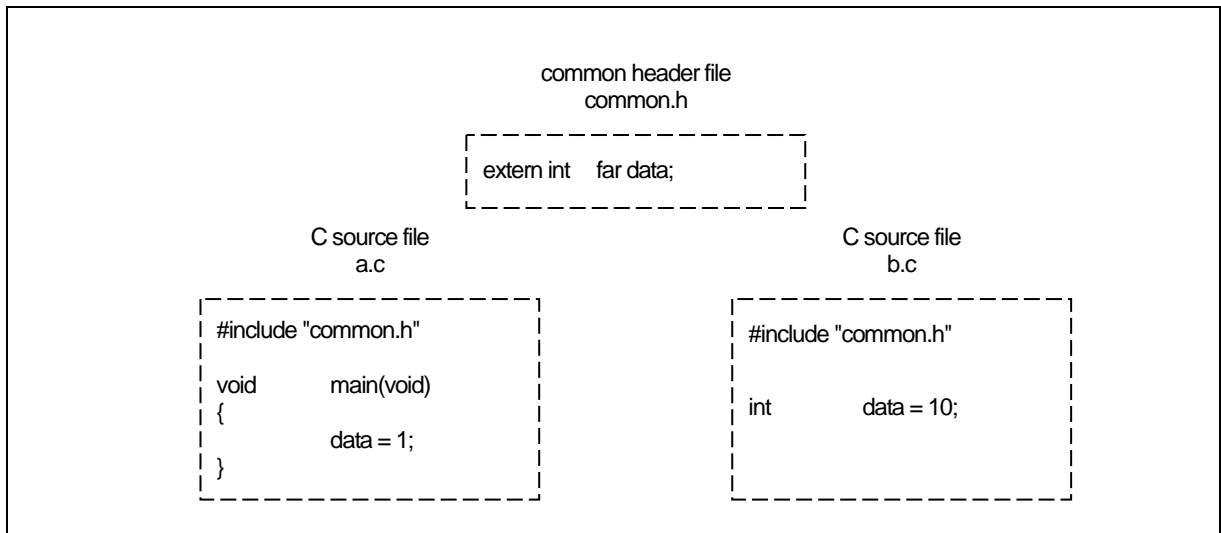 common header file
common.h
extern int far data;
C source file
a.c
#include "common.h"
void main(void)
{
data = 1;
}
C source file
b.c
#include "common.h"
int data = 10;